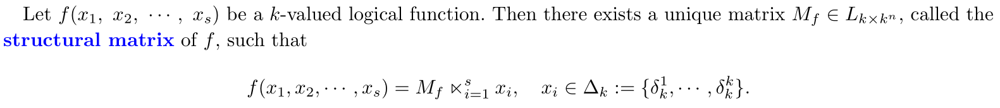 Let $f(x_1, x_2, \cdots, x_s)$ be a $k$-valued logical function. Then there exists a unique matrix $M_f \in L_{k \times k^n}$, called the
structural matrix of $f$, such that
$f(x_1, x_2, \cdots, x_s) = M_f \ltimes_{i=1}^{s} x_i, \quad x_i \in \Delta_k := \{\delta_k^1, \cdots, \delta_k^k\}.$